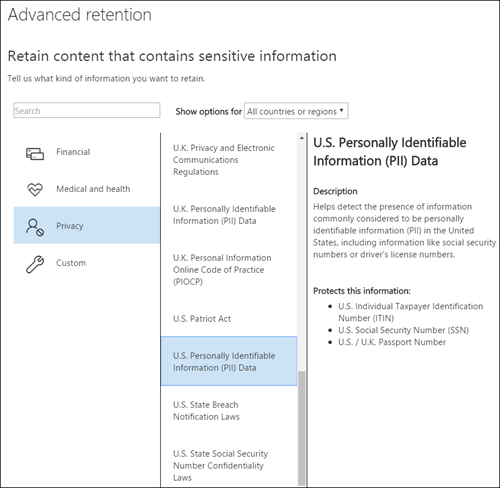 Advanced retention
Retain content that contains sensitive information
Tell us what kind of information you want to retain.
Search
Show options for All countries or regions
Financial
Medical and health
Privacy
Custom
U.K. Privacy and Electronic
Communications
Regulations
U.K. Personally Identifiable
Information (PII) Data
U.K. Personal Information
Online Code of Practice
(PIOCP)
U.S. Patriot Act
U.S. Personally Identifiable
Information (PII) Data
U.S. State Breach
Notification Laws
U.S. State Social Security
Number Confidentiality
Laws
U.S. Personally Identifiable
Information (PII) Data
Description
Helps detect the presence of information
commonly considered to be personally
identifiable information (PII) in the United
States, including information like social security
numbers or driver's license numbers.
Protects this information:
• U.S. Individual Taxpayer Identification
Number (ITIN)
• U.S. Social Security Number (SSN)
• U.S. / U.K. Passport Number